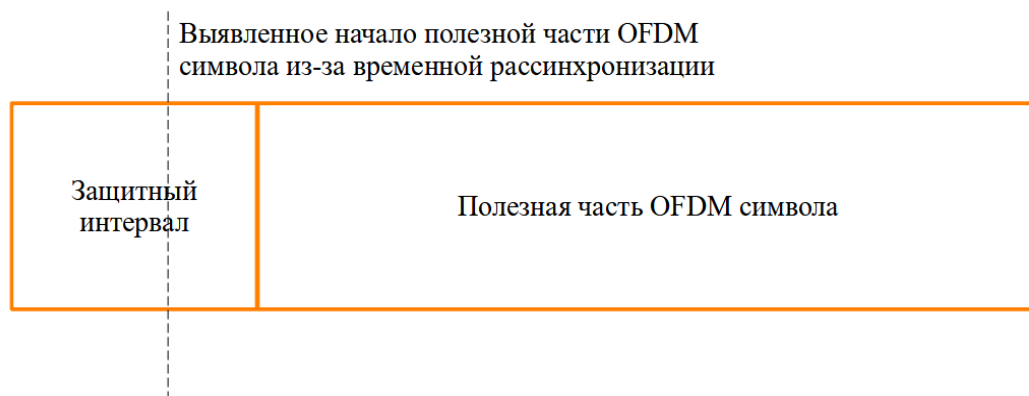 Выявленное начало полезной части OFDM
символа из-за временной рассинхронизации
Защитный
интервал
Полезная часть OFDM символа